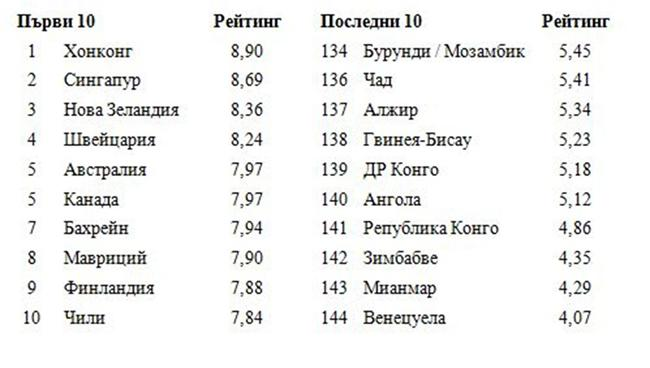 Първи 10 Рейтинг Последни 10 Рейтинг
1 Хонконг 8,90 134 Бурунди / Мозамбик 5,45
2 Сингапур 8,69 136 Чад 5,41
3 Нова Зеландия 8,36 137 Алжир 5,34
4 Швейцария 8,24 138 Гвинея-Бисау 5,23
5 Австралия 7,97 139 ДР Конго 5,18
5 Канада 7,97 140 Ангола 5,12
7 Бахрейн 7,94 141 Република Конго 4,86
8 Мавриций 7,90 142 Зимбабве 4,35
9 Финландия 7,88 143 Мианмар 4,29
10 Чили 7,84 144 Венецуела 4,07